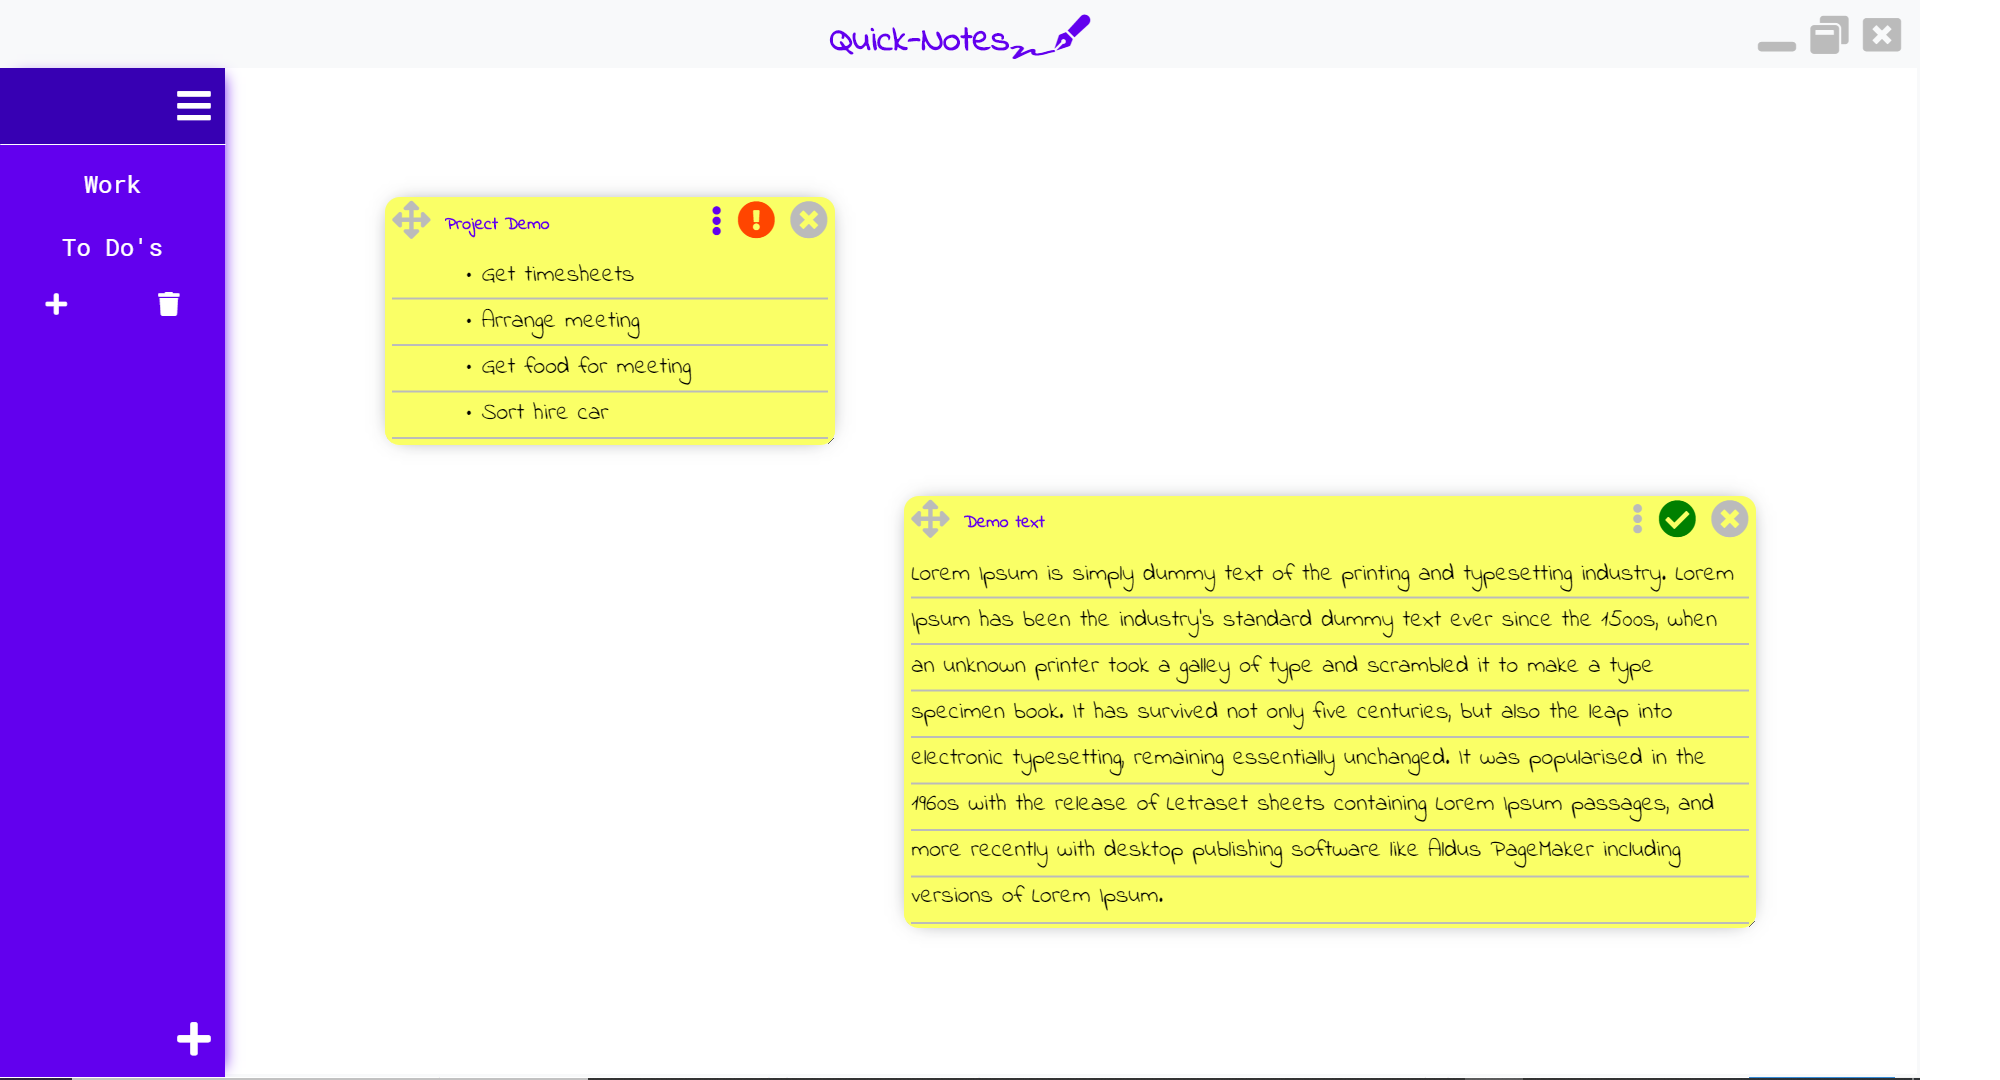 Quick-Notes
Work
To Do's
Project Demo
• Get timesheets
• Arrange meeting
• Get food for meeting
• Sort hire car
Demo text
Lorem Ipsum is simply dummy text of the printing and typesetting industry. Lorem
Ipsum has been the industry's standard dummy text ever since the 1500s, when
an unknown printer took a galley of type and scrambled it to make a type
specimen book. It has survived not only five centuries, but also the leap into
electronic typesetting, remaining essentially unchanged. It was popularised in the
1960s with the release of Letraset sheets containing Lorem Ipsum passages, and
more recently with desktop publishing software like Aldus PageMaker including
versions of Lorem Ipsum.